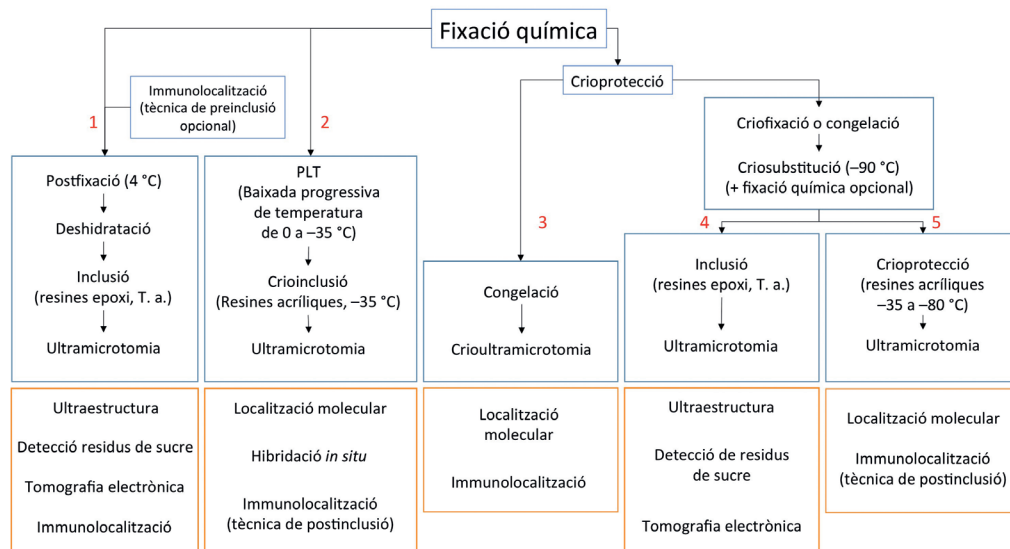 Fixació química
Crioprotecció
Immunolocalització
(tècnica de preinclusió
opcional)
1
2
3
4
5
Postfixació (4 °C)
Deshidratació
Inclusió
(resines epoxi, T. a.)
Ultramicrotomia
PLT
(Baixada progressiva
de temperatura
de 0 a –35 °C)
Crioinclusió
(Resines acríliques, –35 °C)
Ultramicrotomia
Congelació
Crioultramicrotomia
Criofixació o congelació
Criosubstitució (–90 °C)
(+ fixació química opcional)
Inclusió
(resines epoxi, T. a.)
Ultramicrotomia
Crioprotecció
(resines acríliques
–35 a –80 °C)
Ultramicrotomia
Ultraestructura
Detecció residus de sucre
Tomografia electrònica
Immunolocalització
Localització molecular
Hibridació in situ
Immunolocalització
(tècnica de postinclusió)
Localització
molecular
Immunolocalització
Ultraestructura
Detecció de residus
de sucre
Tomografia electrònica
Localització molecular
Immunolocalització
(tècnica de postinclusió)